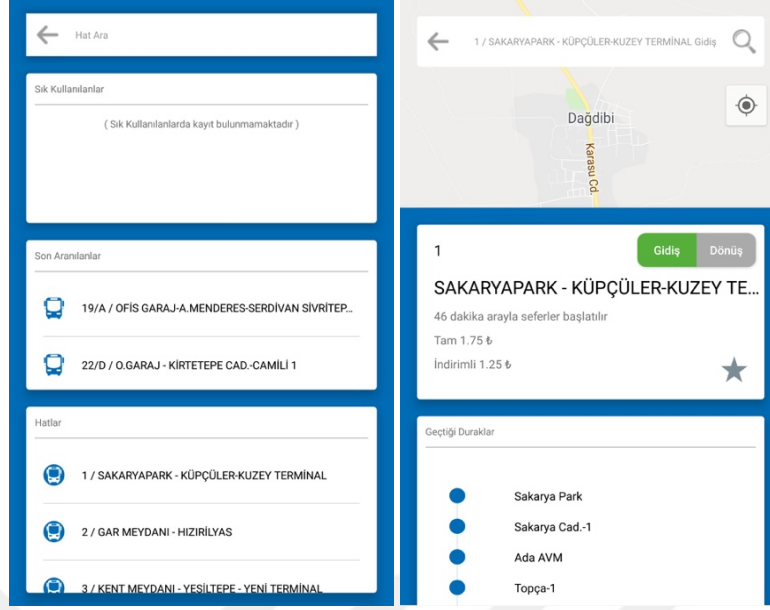 Hat Ara
Sık Kullanılanlar
( Sık Kullanılanlarda kayıt bulunmamaktadır )
Son Arananlar
19/A / OFİS GARAJ-A.MENDERES-SERDİVAN SİVRİTEP...
22/D / O.GARAJ - KİRTETEPE CAD.-CAMİLİ 1
Hatlar
1 / SAKARYAPARK - KÜPÇÜLER-KUZEY TERMİNAL
2 / GAR MEYDANI - HIZIRİLYAS
3 / KENT MEYDANI - YEŞİLTEPE - YENİ TERMİNAL
1 / SAKARYAPARK - KÜPÇÜLER-KUZEY TERMİNAL Gidiş
Dağdibi
Karasu Cd.
1
Gidiş Dönüş
SAKARYAPARK - KÜPÇÜLER-KUZEY TE...
46 dakika arayla seferler başlatılır
Tam 1.75 ₺
İndirimli 1.25 ₺
Geçtiği Duraklar
Sakarya Park
Sakarya Cad.-1
Ada AVM
Topça-1